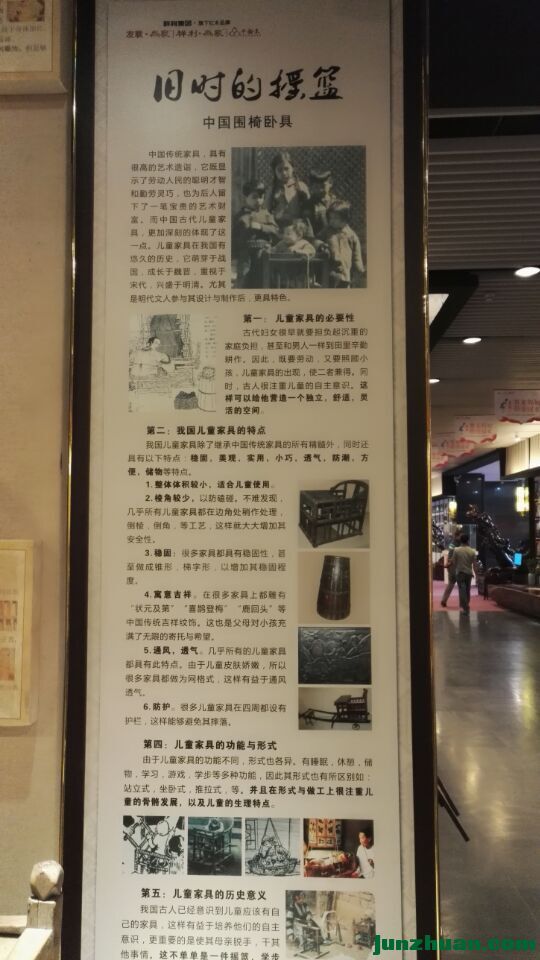 祥利集团·旗下红木品牌
旧时的摇篮
中国围椅卧具
中国传统家具，具有
很高的艺术造诣，它既显
示了劳动人民的聪明才智
和勤劳灵巧，也为后人留
下了一笔宝贵的艺术财
富。而中国古代儿童家
具，更加深刻的体现了这
一点。儿童家具在我国有
悠久的历史，它萌芽于战
国，成长于魏晋，重视于
宋代，兴盛于明清。尤其
是明代文人参与其设计与制作后，更具特色。
第一：儿童家具的必要性
古代妇女很早就要担负起沉重的
家庭负担，甚至和男人一样到田里辛勤
耕作。因此，既要劳动，又要照顾小
孩，儿童家具的出现，使二者兼得。同
时，古人很注重儿童的自主意识。这
样可以给他营造一个独立，舒适，灵
活的空间。
第二：我国儿童家具的特点
我国儿童家具除了继承中国传统家具的所有精髓外，同时还
具有以下特点：稳固，美观，实用，小巧，透气，防潮，方
便，储物等特点。
1.整体体积较小，适合儿童使用。
2.棱角较少，以防磕碰。不难发现，
几乎所有儿童家具都在边角处稍作处理，
倒棱，倒角，等工艺，这样就大大增加其
安全性。
3.稳固：很多家具都具有稳固性，甚
至做成锥形，梯字形，以增加其稳固程
度。
4.寓意吉祥。在很多家具上都雕有
“状元及第”“喜鹊登梅”“鹿回头”等
中国传统吉祥纹饰。这也是父母对小孩充
满了无限的寄托与希望。
5.通风，透气。几乎所有的儿童家具
都具有此特点。由于儿童皮肤娇嫩，所以
很多家具都做为网格式，这样有益于通风
透气。
6.防护。很多儿童家具在四周都设有
护栏，这样能够避免其摔落。
第四：儿童家具的功能与形式
由于儿童家具的功能不同，形式也各异。有睡眠，休憩，储
物，学习，游戏，学步等多种功能，因此其形式也有所区别如：
站立式，坐卧式，推拉式，等。并且在形式与做工上很注重儿
童的骨骼发展，以及儿童的生理特点。
第五：儿童家具的历史意义
我国古人已经意识到儿童应该有自
己的家具，这样有益于培养他们的自主
意识，更重要的是使其母亲脱手，干其
他事情。这不单单是一件摇篮，学步
junzhuan.com